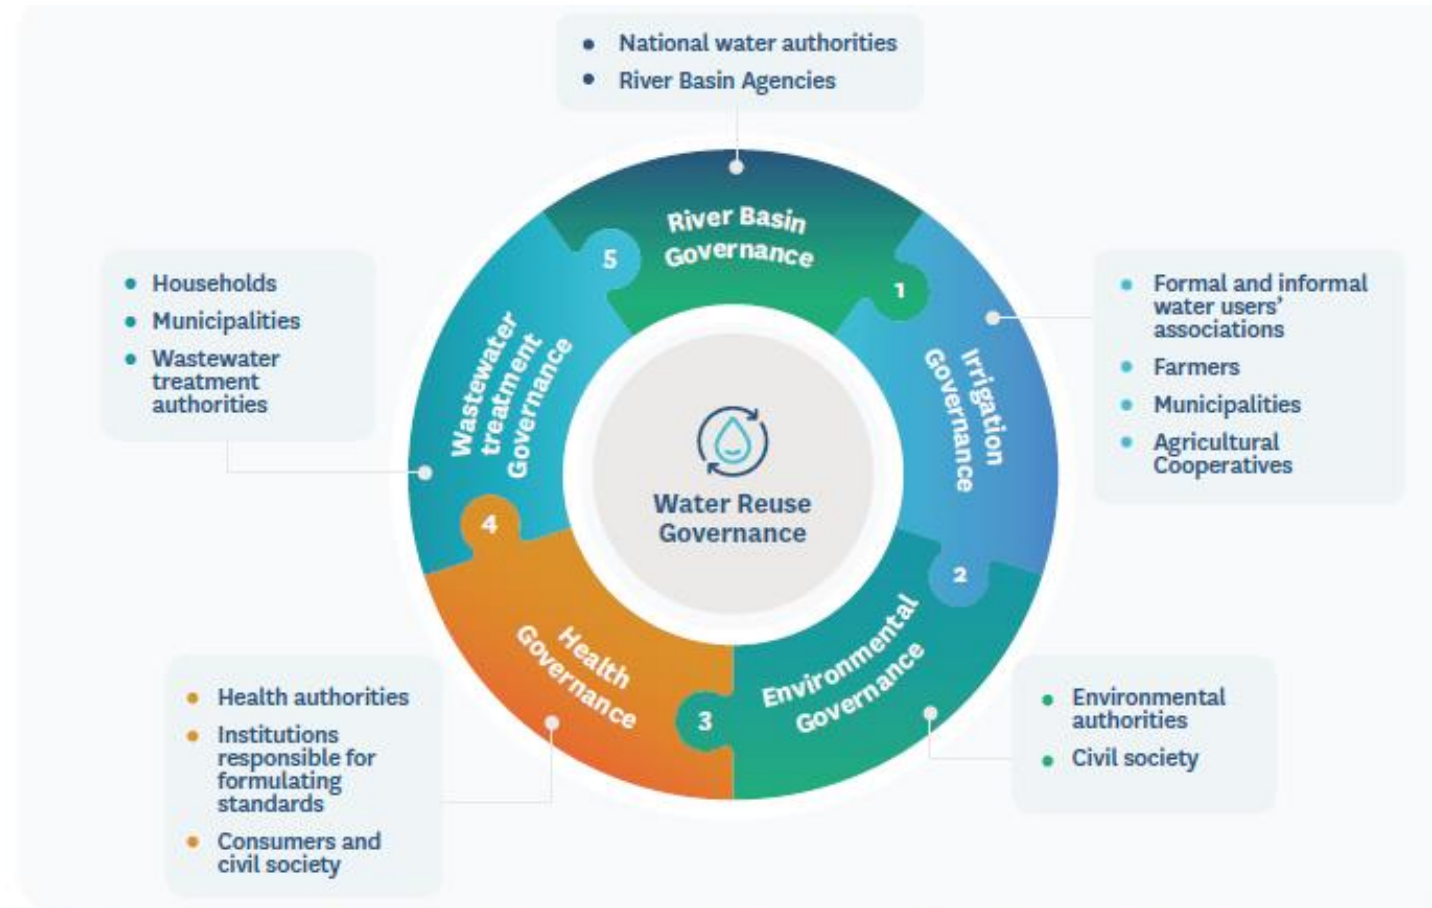 National water authorities
River Basin Agencies
River Basin
Governance
5
1
Households
Municipalities
Wastewater
treatment
authorities
Formal and informal
water users’
associations
Farmers
Municipalities
Agricultural
Cooperatives
Wastewater
treatment
Governance
Irrigation
Governance
Water Reuse
Governance
4
2
Health
Governance
3
Environmental
Governance
Health authorities
Institutions
responsible for
formulating
standards
Consumers and
civil society
Environmental
authorities
Civil society